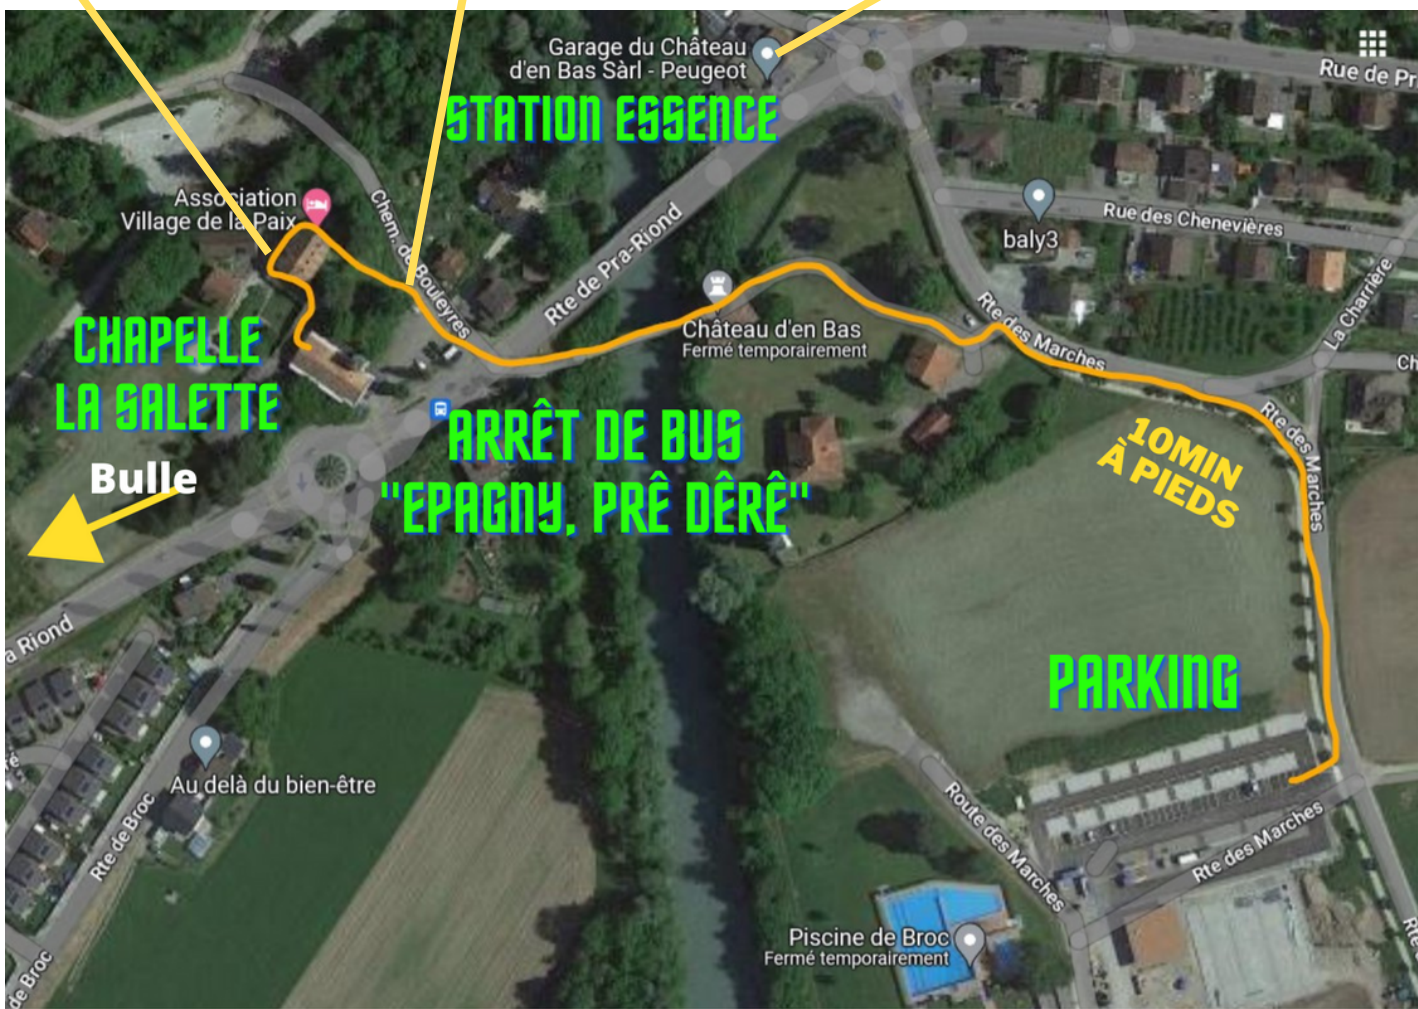 Garage du Château
d'en Bas Sàrl - Peugeot
STATION ESSENCE
Rue de Pr
Association
Village de la Paix
Chem. de Bouleyres
Rte de Pra-Riond
baly3
Rue des Chenevières
La Charrière
Château d'en Bas
Fermé temporairement
Rte des Marches
Ch
CHAPELLE
LA SALETTE
ARRÊT DE BUS
"EPAGNY, PRÊ DÊRÊ"
Bulle
10MIN
À PIEDS
Rte des Marches
a Riond
PARKING
Au delà du bien-être
ré
Rte de Broc
Route des Marches
Rte des Marches
Piscine de Broc
Fermé temporairement
de Broc
Rte